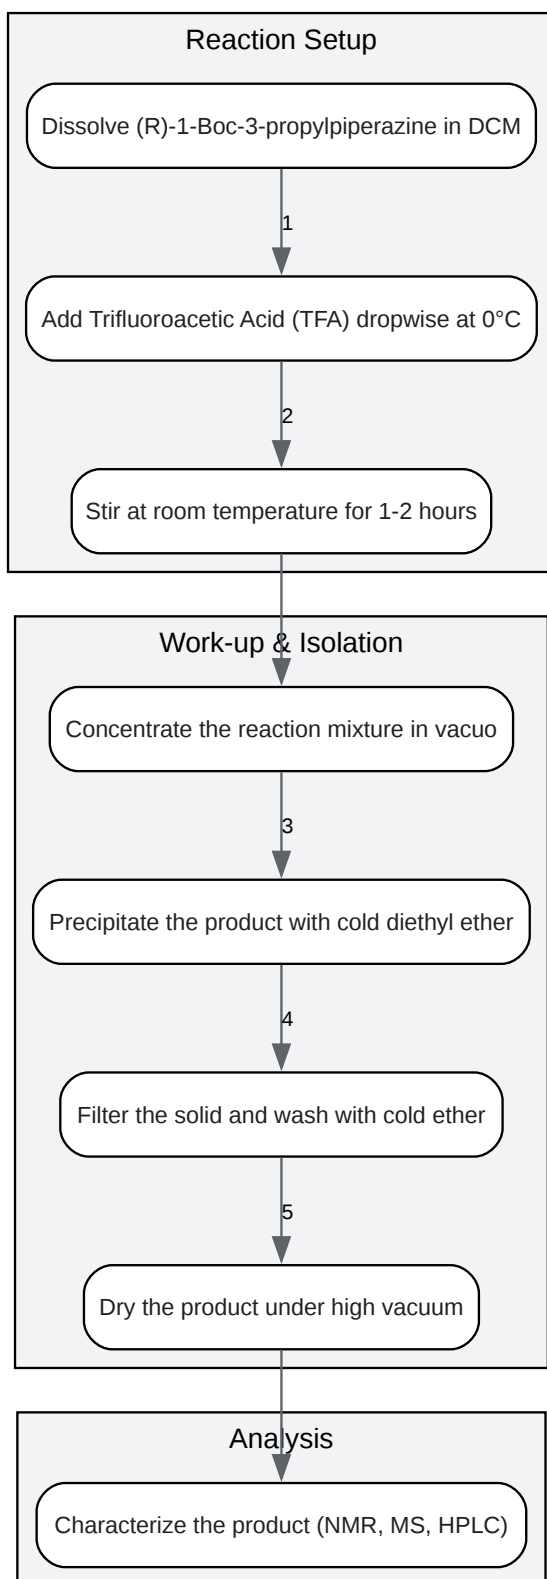 Reaction Setup
Dissolve (R)-1-Boc-3-propylpiperazine in DCM
1
Add Trifluoroacetic Acid (TFA) dropwise at 0°C
2
Stir at room temperature for 1-2 hours
Work-up & Isolation
Concentrate the reaction mixture in vacuo
3
Precipitate the product with cold diethyl ether
4
Filter the solid and wash with cold ether
5
Dry the product under high vacuum
Analysis
Characterize the product (NMR, MS, HPLC)